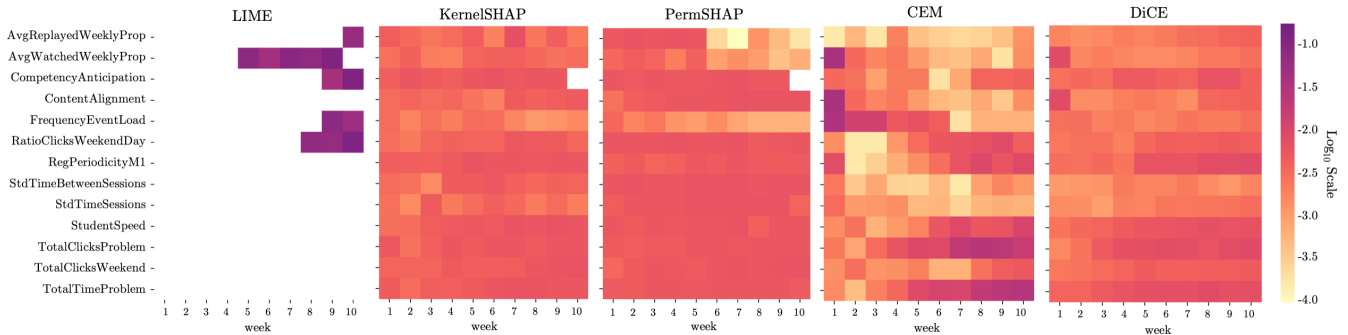 LIME
KernelSHAP
PermSHAP
CEM
DiCE
AvgReplayedWeeklyProp
AvgWatchedWeeklyProp
CompetencyAnticipation
ContentAlignment
FrequencyEventLoad
RatioClicksWeekendDay
RegPeriodicityM1
StdTimeBetweenSessions
StdTimeSessions
StudentSpeed
TotalClicksProblem
TotalClicksWeekend
TotalTimeProblem
1 2 3 4 5 6 7 8 9 10
week
1 2 3 4 5 6 7 8 9 10
week
1 2 3 4 5 6 7 8 9 10
week
1 2 3 4 5 6 7 8 9 10
week
1 2 3 4 5 6 7 8 9 10
week
-1.0
-1.5
-2.0
-2.5
-3.0
-3.5
-4.0
Log₁₀ Scale